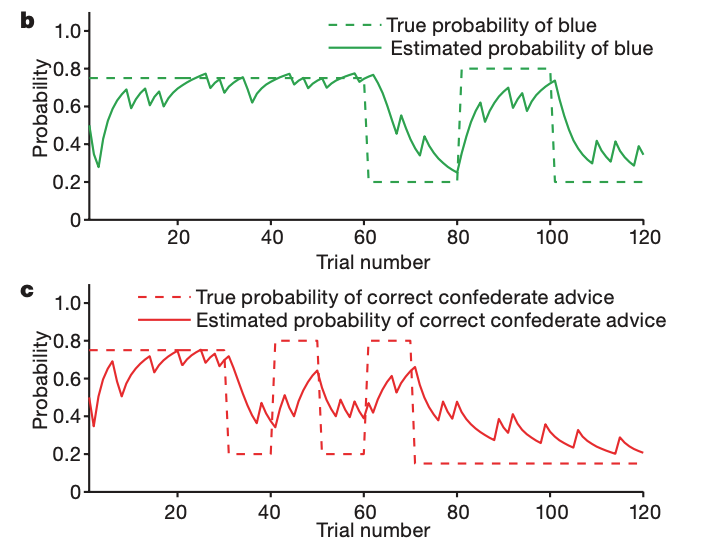 b
True probability of blue
Estimated probability of blue
Probability
1.0
0.8
0.6
0.4
0.2
0
20 40 60 80 100 120
Trial number
c
True probability of correct confederate advice
Estimated probability of correct confederate advice
Probability
1.0
0.8
0.6
0.4
0.2
0
20 40 60 80 100 120
Trial number